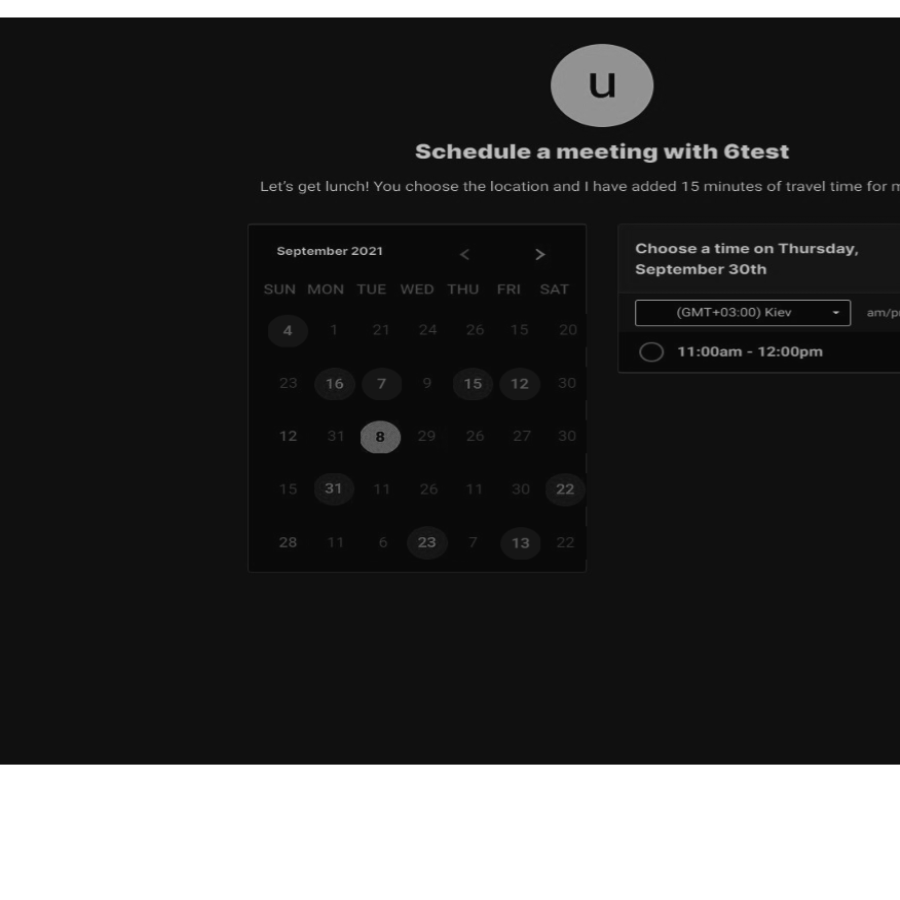 u
Schedule a meeting with 6test
Let's get lunch! You choose the location and I have added 15 minutes of travel time for m
September 2021 < >
SUN MON TUE WED THU FRI SAT
4 1 21 24 26 15 20
23 16 7 9 15 12 30
12 31 8 29 26 27 30
15 31 11 26 11 30 22
28 11 6 23 7 13 22
Choose a time on Thursday,
September 30th
(GMT+03:00) Kiev am/p
11:00am - 12:00pm